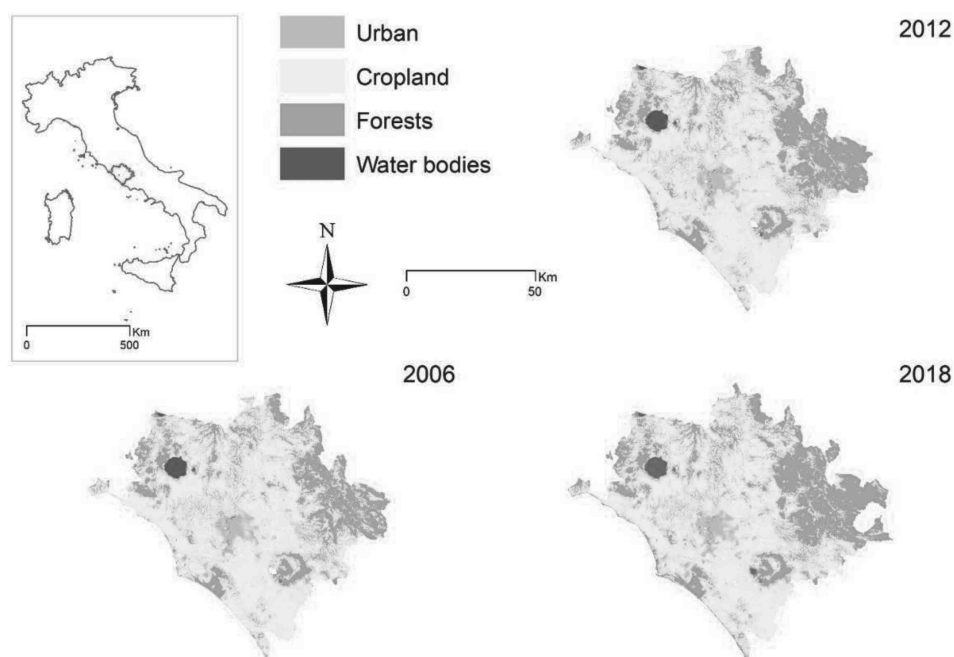 Urban
Cropland
Forests
Water bodies
2012
N
Km
0 50
Km
0 500
2006
2018